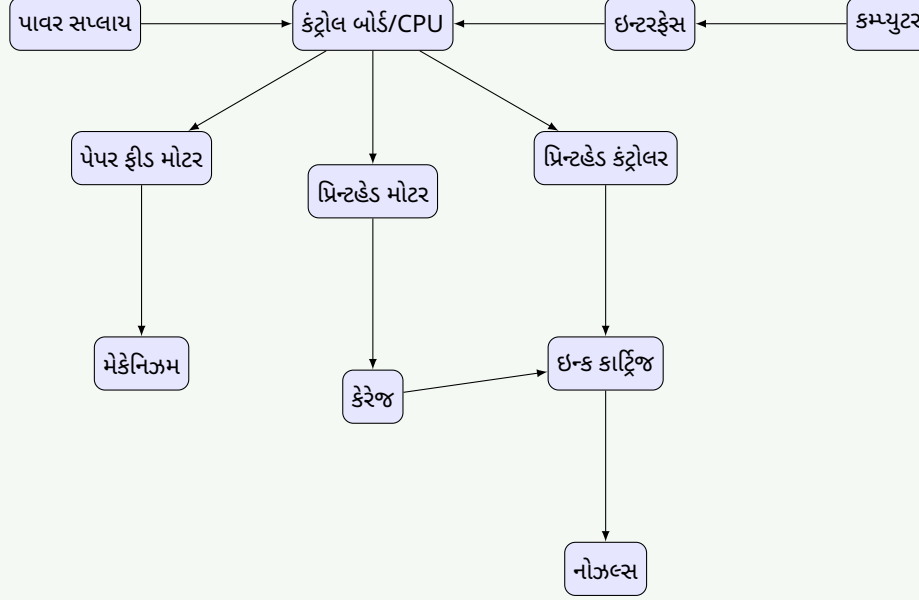 પાવર સપ્લાય
કંટ્રોલ બોર્ડ/CPU
ઇન્ટરફેસ
કમ્પ્યુટર
પેપર ફીડ મોટર
પ્રિન્ટહેડ મોટર
પ્રિન્ટહેડ કંટ્રોલર
મેકેનિઝમ
કેરેજ
ઇન્ક કાર્ટ્રિજ
નોઝલ્સ